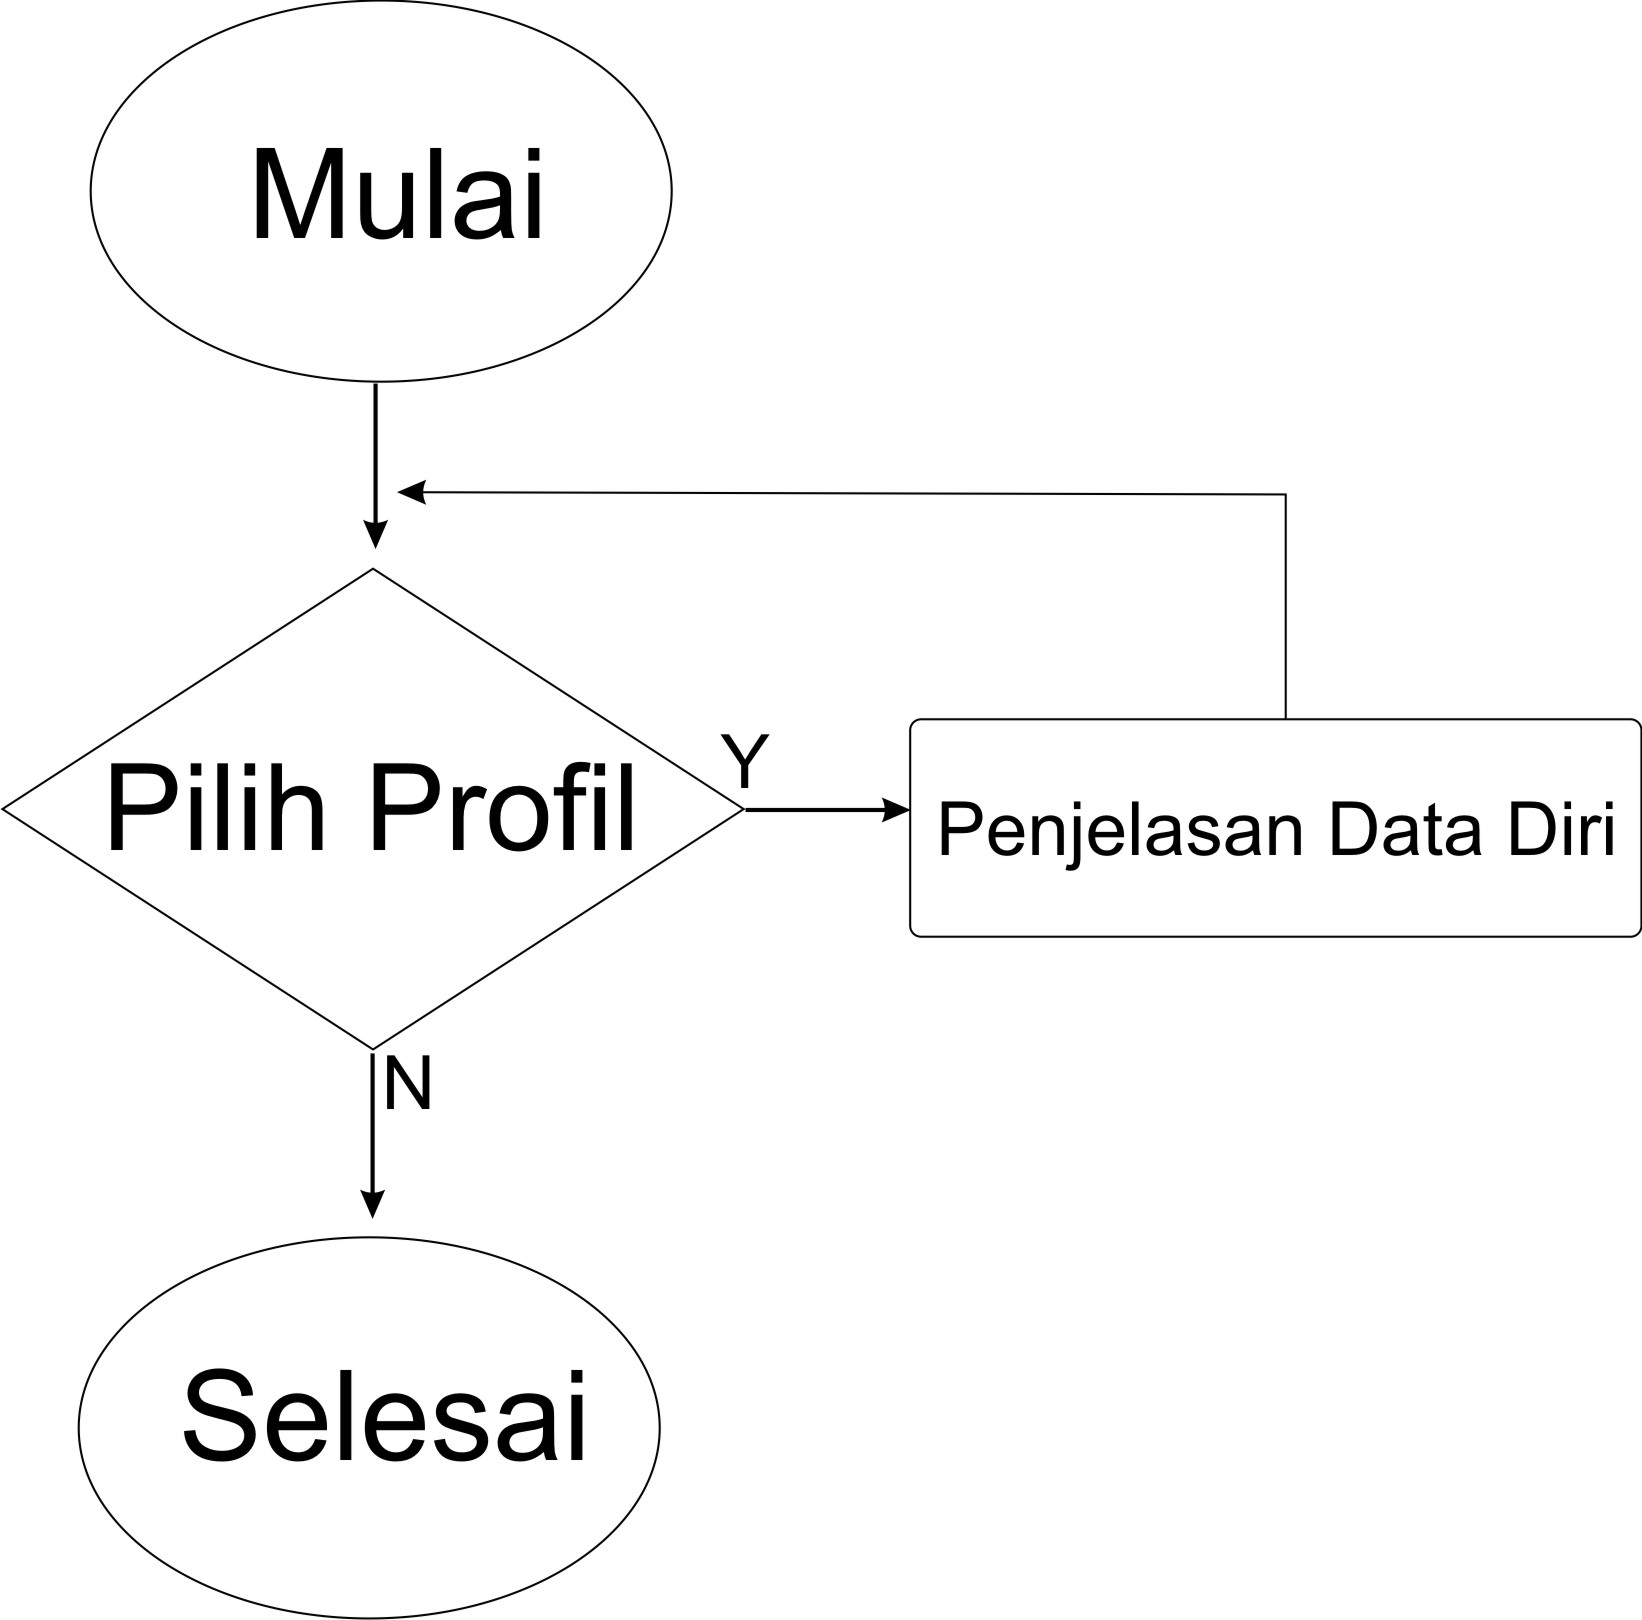 Mulai
Pilih Profil
Y
Penjelasan Data Diri
N
Selesai